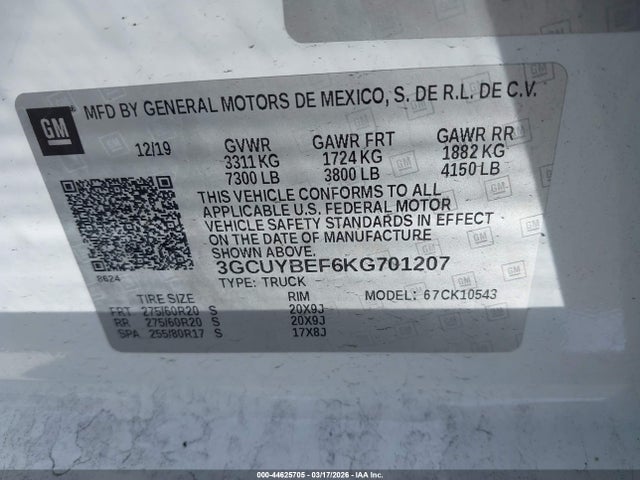 GM
MFD BY GENERAL MOTORS DE MEXICO, S. DE R.L. DE C.V.
12/19 GVWR GAWR FRT GAWR RR
3311 KG 1724 KG 1882 KG
7300 LB 3800 LB 4150 LB
THIS VEHICLE CONFORMS TO ALL
APPLICABLE U.S. FEDERAL MOTOR
VEHICLE SAFETY STANDARDS IN EFFECT
ON THE DATE OF MANUFACTURE
SHOWN ABOVE.
8624
3GCUYBEF6KG701207
TYPE: TRUCK MODEL: 67CK10543
TIRE SIZE RIM
FRT 275/60R20 S 20X9J
RR 275/60R20 S 20X9J
SPA 255/80R17 S 17X8J
000-44625705 - 03/17/2026 - IAA Inc.